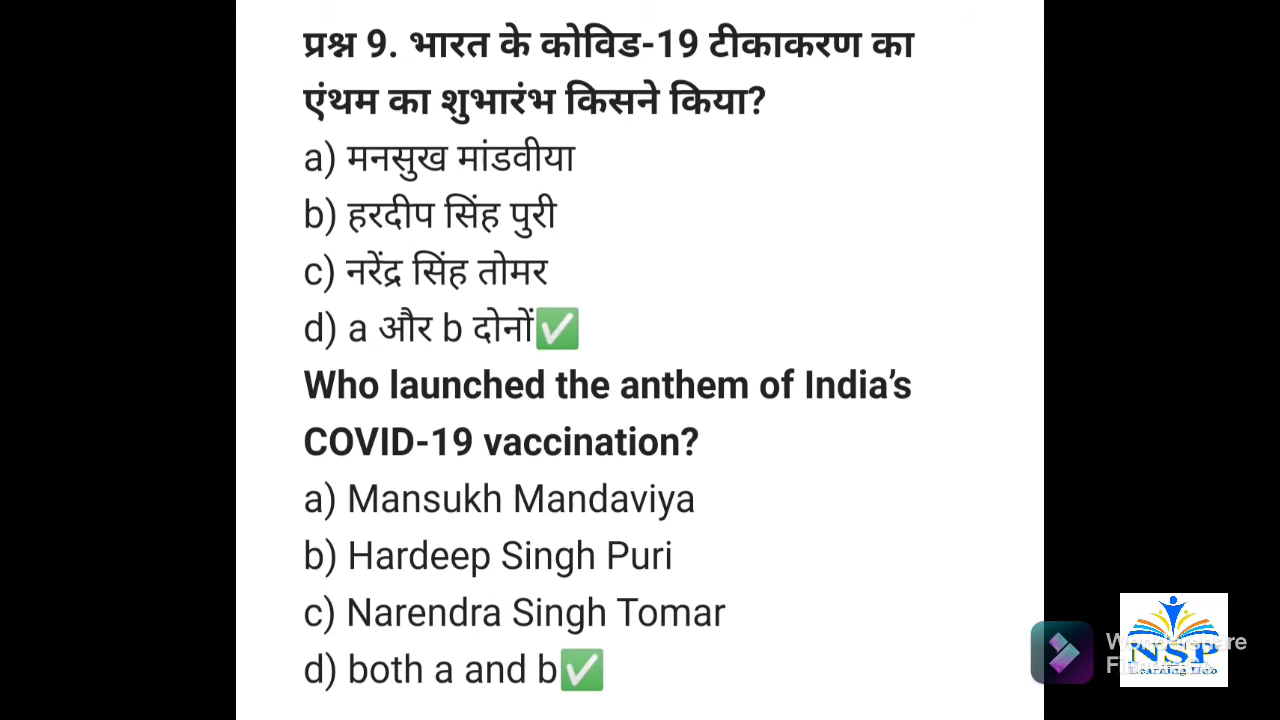 प्रश्न 9. भारत के कोविड-19 टीकाकरण का
एंथम का शुभारंभ किसने किया?
a) मनसुख मांडवीया
b) हरदीप सिंह पुरी
c) नरेंद्र सिंह तोमर
d) a और b दोनों✅
Who launched the anthem of India’s
COVID-19 vaccination?
a) Mansukh Mandaviya
b) Hardeep Singh Puri
c) Narendra Singh Tomar
d) both a and b✅
Wondershare
NSP